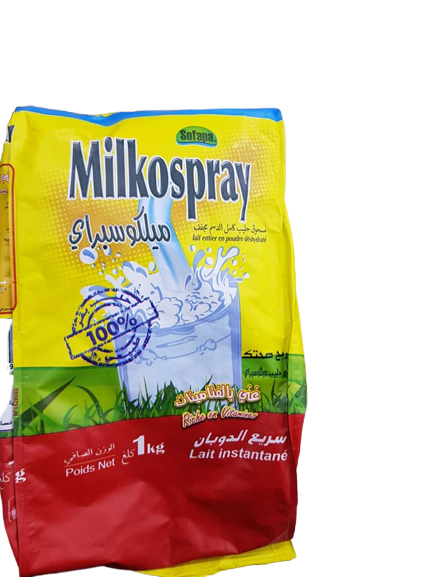 Sofapa
Milkospray
ميلكوسبراي
مسحوق حليب كامل الدسم مجفف
lait entier en poudre déshydraté
100%
غني بالفيتامينات
Riche en Vitamines
سريع الذوبان
Lait instantané
الوزن الصافي
Poids Net
1kg كلغ